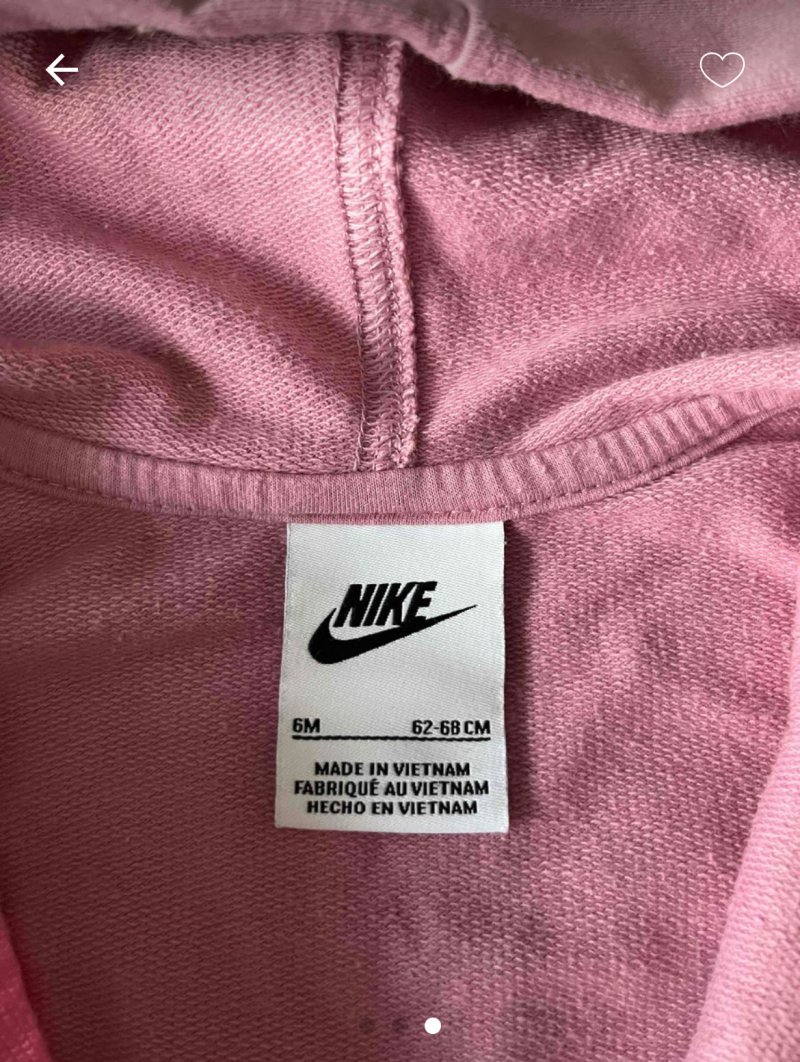 NIKE
6M 62-68 CM
MADE IN VIETNAM
FABRIQUÉ AU VIETNAM
HECHO EN VIETNAM